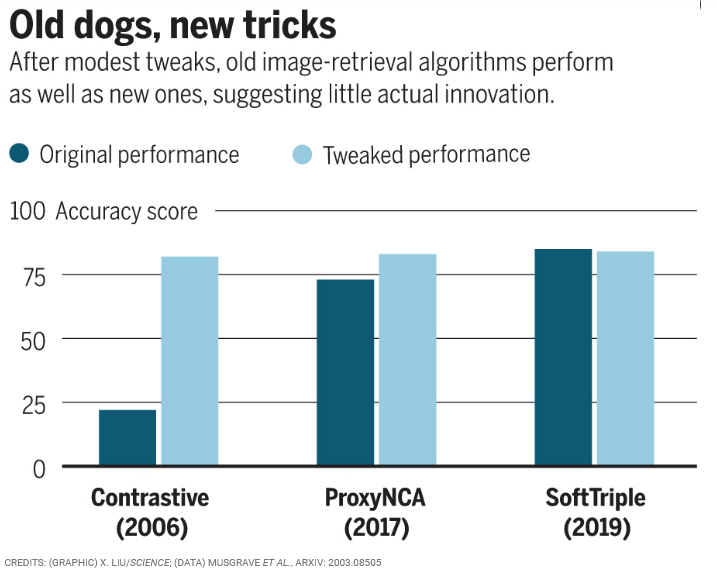 Old dogs, new tricks
After modest tweaks, old image-retrieval algorithms perform
as well as new ones, suggesting little actual innovation.
Original performance
Tweaked performance
100 Accuracy score
75
50
25
0
Contrastive
(2006)
ProxyNCA
(2017)
SoftTriple
(2019)
CREDITS: (GRAPHIC) X. LIU/SCIENCE; (DATA) MUSGRAVE ET AL., ARXIV: 2003.08505